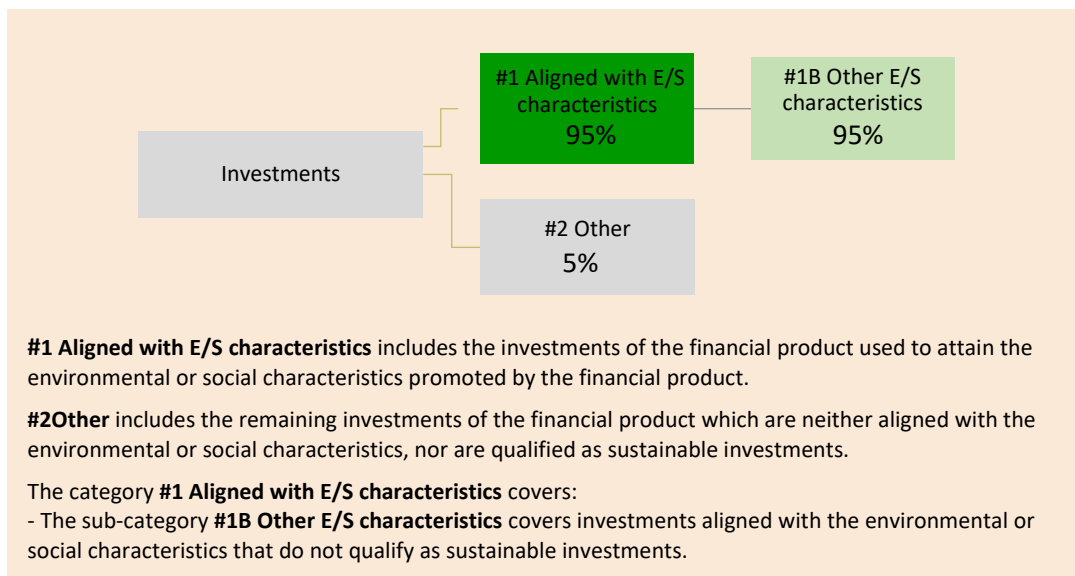 #1 Aligned with E/S
characteristics
95%
#1B Other E/S
characteristics
95%
Investments
#2 Other
5%
#1 Aligned with E/S characteristics includes the investments of the financial product used to attain the
environmental or social characteristics promoted by the financial product.
#2Other includes the remaining investments of the financial product which are neither aligned with the
environmental or social characteristics, nor are qualified as sustainable investments.
The category #1 Aligned with E/S characteristics covers:
- The sub-category #1B Other E/S characteristics covers investments aligned with the environmental or
social characteristics that do not qualify as sustainable investments.